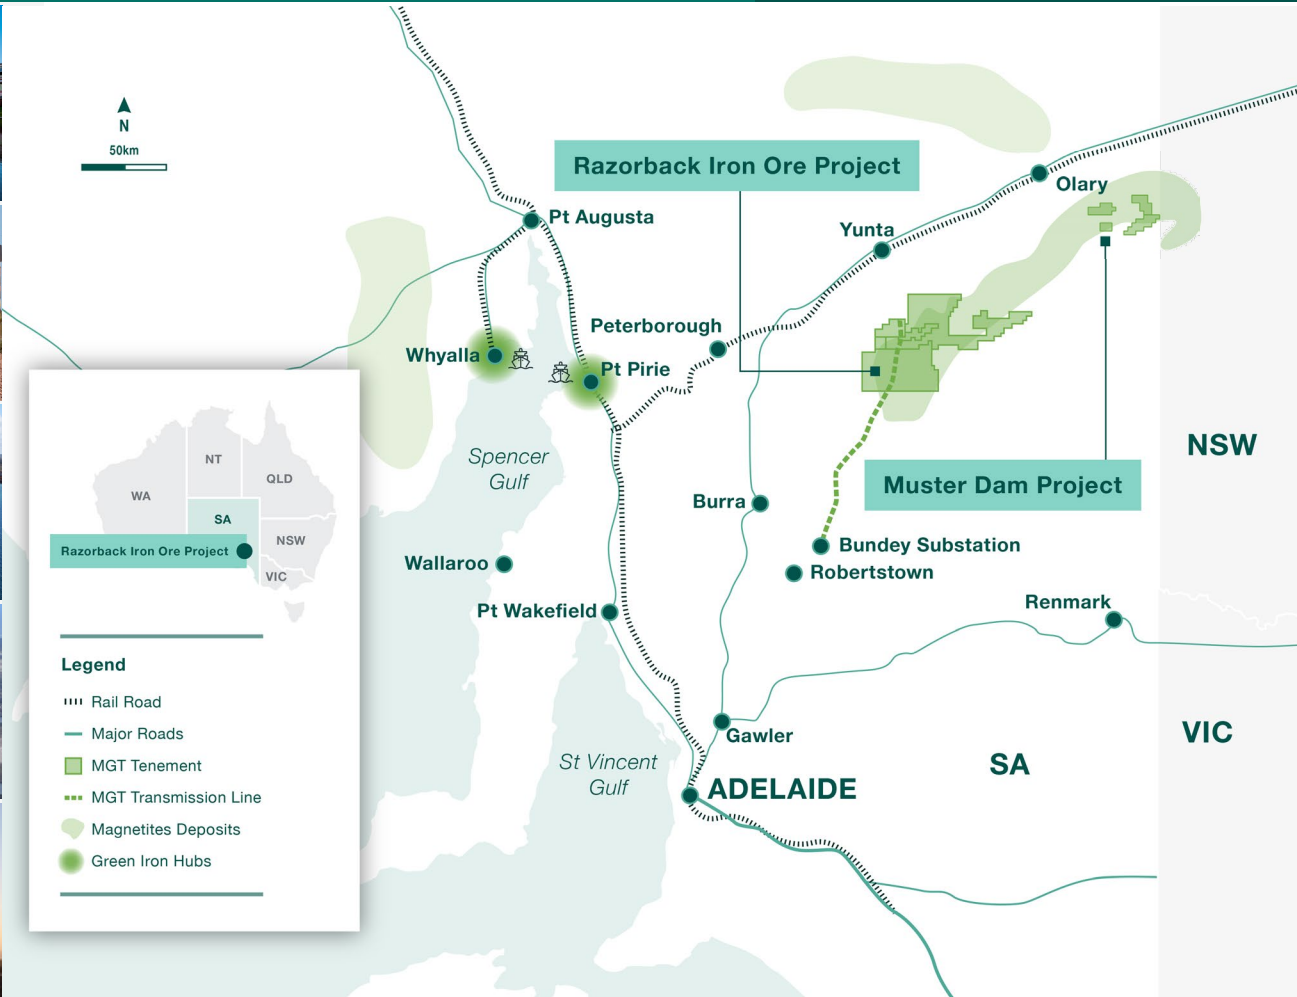 N
50km
Razorback Iron Ore Project
Olary
Pt Augusta
Yunta
Peterborough
Whyalla
Pt Pirie
NSW
Spencer
Gulf
Muster Dam Project
Burra
Bundey Substation
Wallaroo
Robertstown
Pt Wakefield
Renmark
Gawler
VIC
St Vincent
Gulf
SA
ADELAIDE
NT
QLD
WA
SA
NSW
Razorback Iron Ore Project
VIC
Legend
Rail Road
Major Roads
MGT Tenement
MGT Transmission Line
Magnetites Deposits
Green Iron Hubs